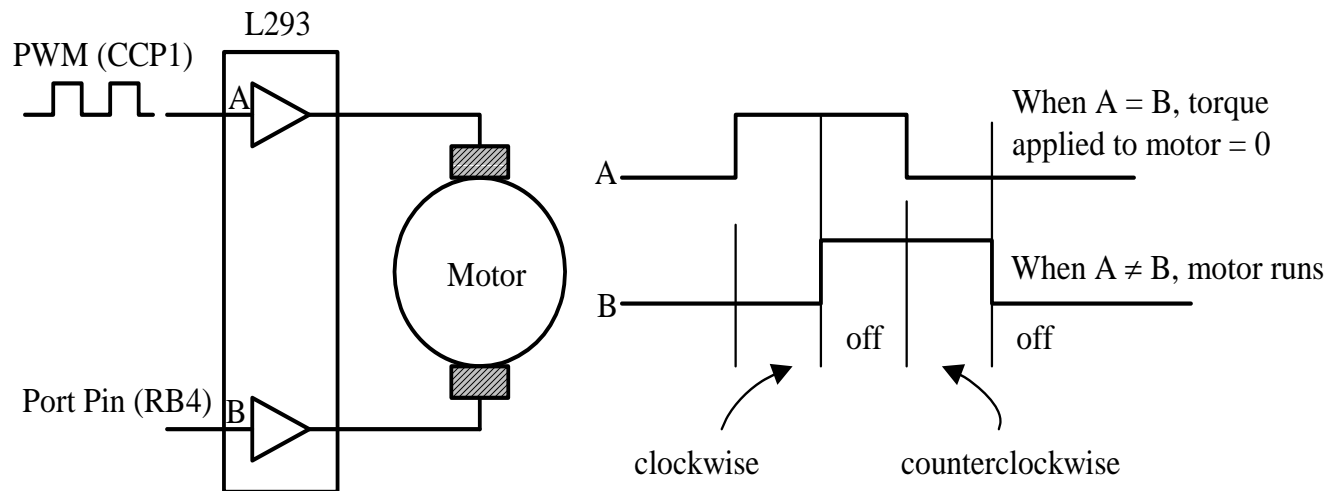 L293
PWM (CCP1)
A
Motor
Port Pin (RB4)
B
When A = B, torque
applied to motor = 0
A
When A ≠ B, motor runs
B
off
off
clockwise
counterclockwise